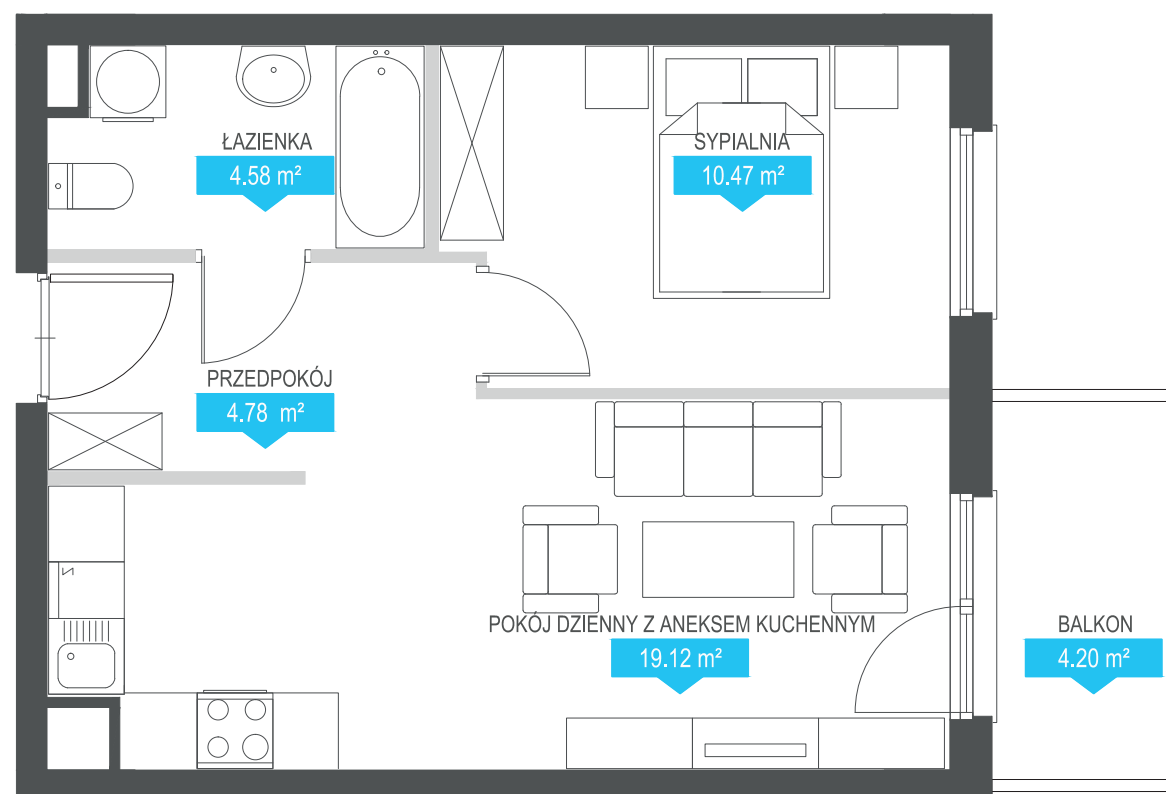 ŁAZIENKA
4.58 m²
SYPIALNIA
10.47 m²
PRZEDPOKÓJ
4.78 m²
POKÓJ DZIENNY Z ANEKSEM KUCHENNYM
19.12 m²
BALKON
4.20 m²